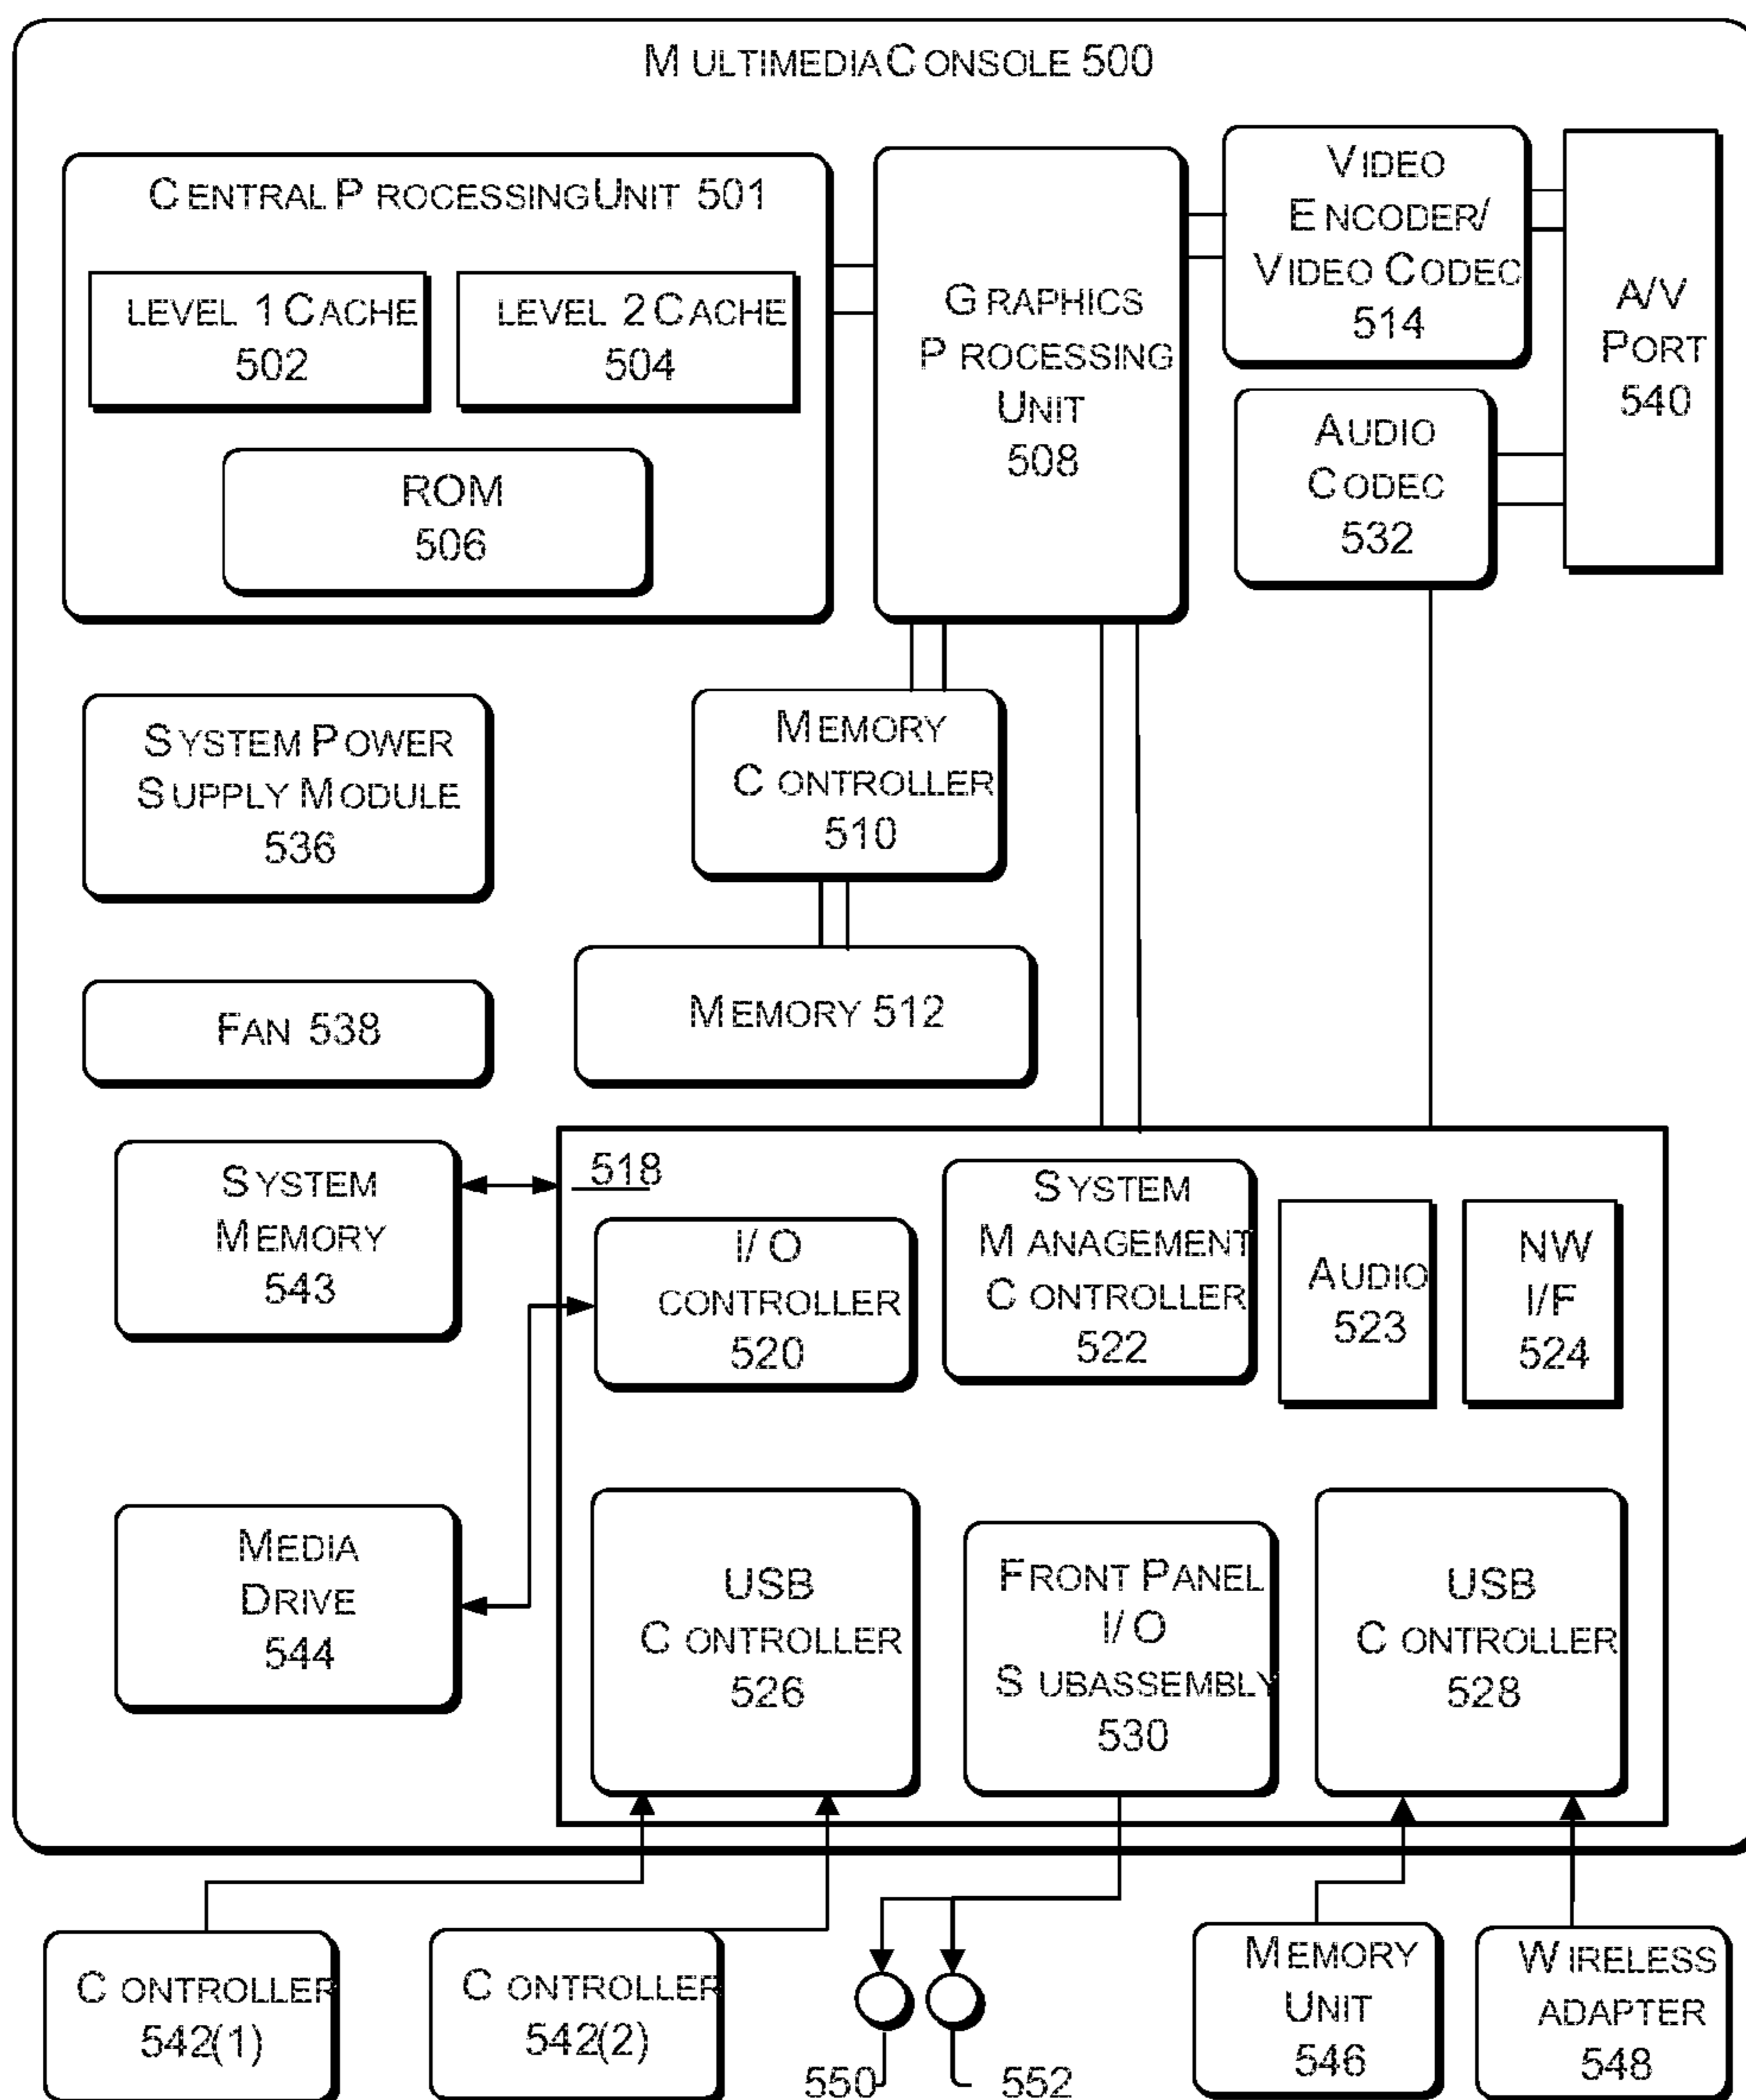 MULTIMEDIA CONSOLE 500
CENTRAL PROCESSING UNIT 501
LEVEL 1 CACHE
502
LEVEL 2 CACHE
504
ROM
506
GRAPHICS
PROCESSING
UNIT
508
VIDEO
ENCODER/
VIDEO CODEC
514
A/V
PORT
540
AUDIO
CODEC
532
SYSTEM POWER
SUPPLY MODULE
536
MEMORY
CONTROLLER
510
FAN 538
MEMORY 512
SYSTEM
MEMORY
543
518
I/O
CONTROLLER
520
SYSTEM
MANAGEMENT
CONTROLLER
522
AUDIO
523
NW
I/F
524
MEDIA
DRIVE
544
USB
CONTROLLER
526
FRONT PANEL
I/O
SUBASSEMBLY
530
USB
CONTROLLER
528
CONTROLLER
542(1)
CONTROLLER
542(2)
550
552
MEMORY
UNIT
546
WIRELESS
ADAPTER
548